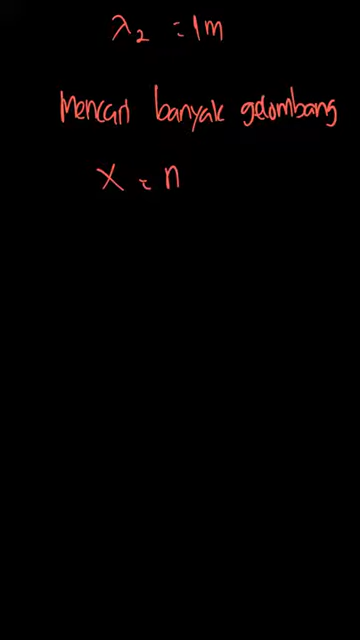 λ₂ = 1m
Mencari banyak gelombang
x = n